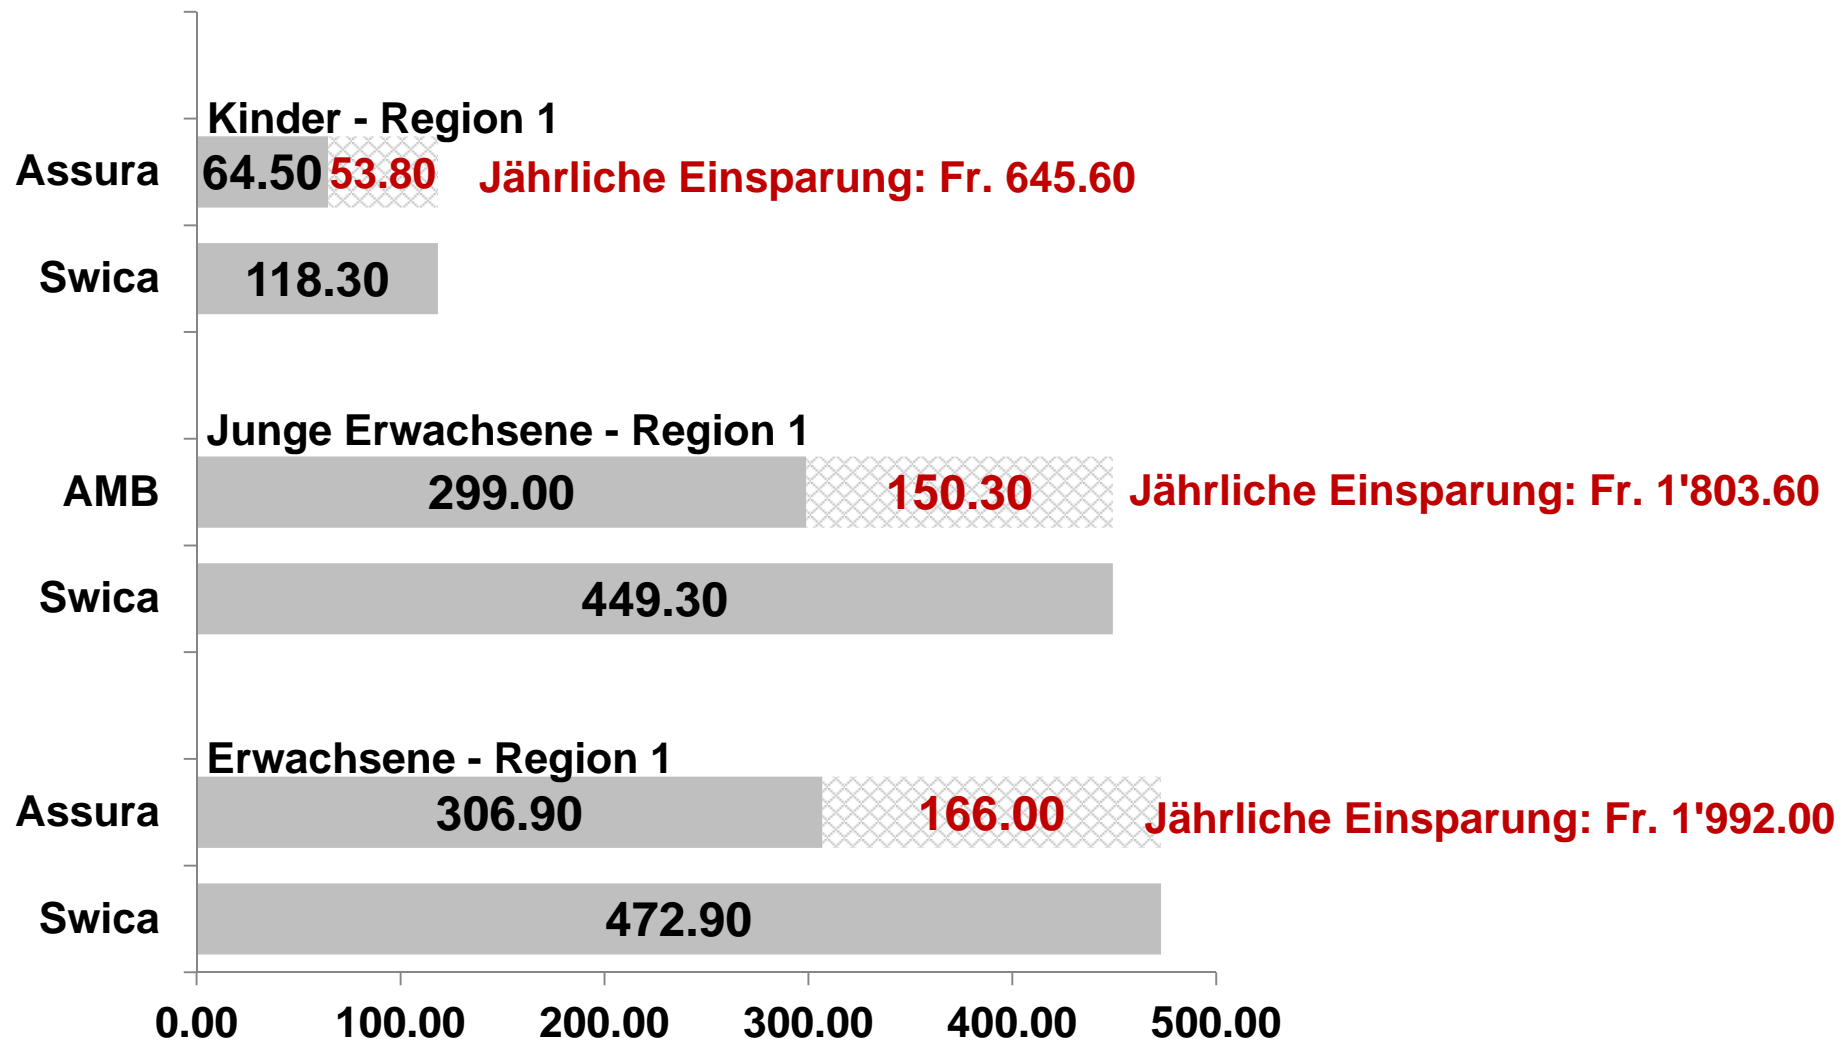 Kinder - Region 1
Assura 64.50 53.80 Jährliche Einsparung: Fr. 645.60
Swica 118.30
Junge Erwachsene - Region 1
AMB 299.00 150.30 Jährliche Einsparung: Fr. 1'803.60
Swica 449.30
Erwachsene - Region 1
Assura 306.90 166.00 Jährliche Einsparung: Fr. 1'992.00
Swica 472.90
0.00 100.00 200.00 300.00 400.00 500.00